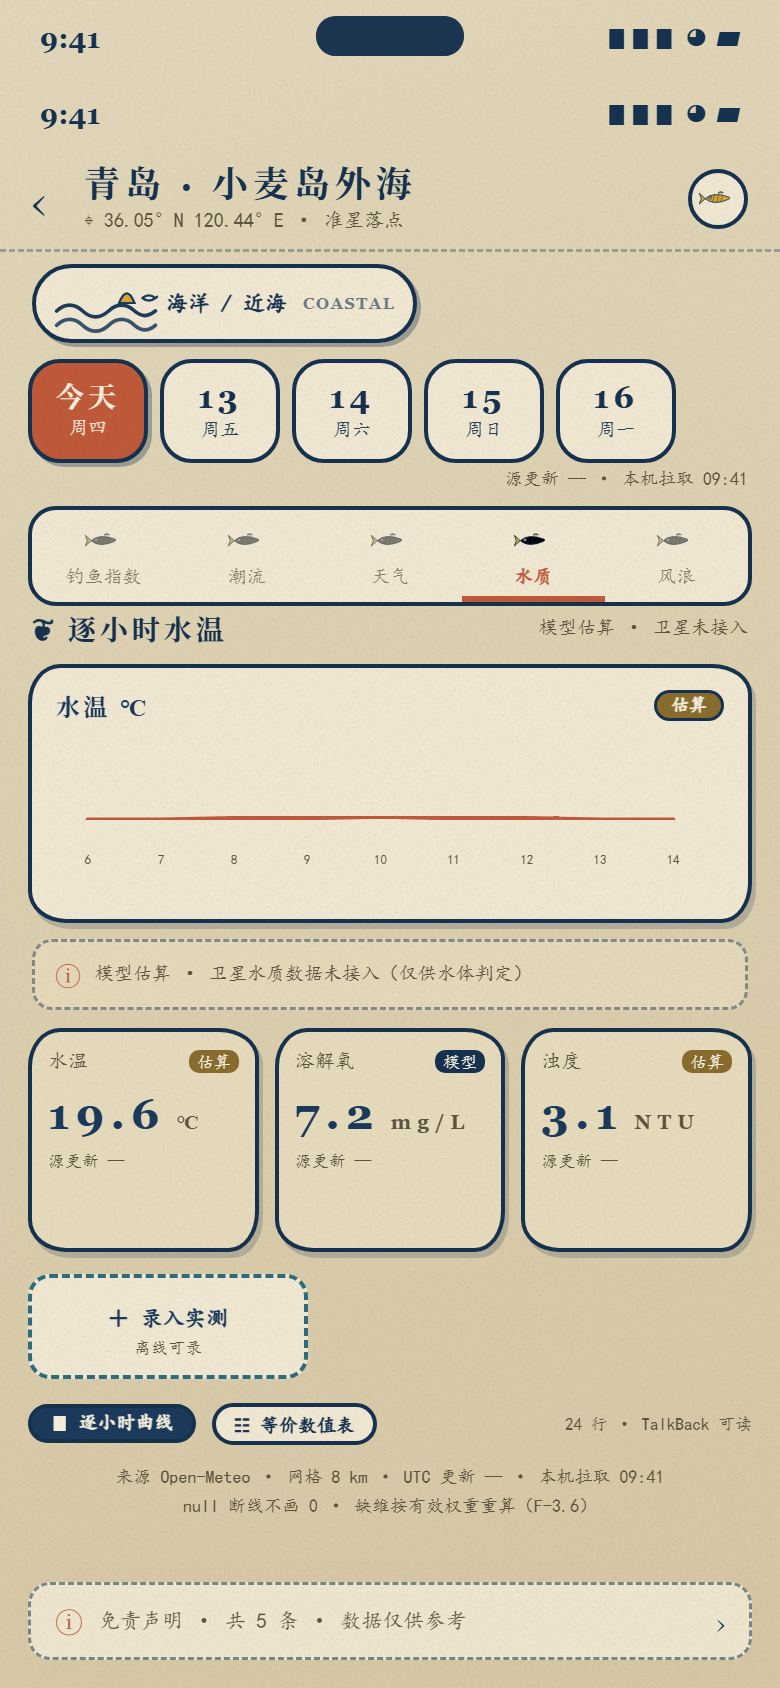 9:41
9:41
青岛 · 小麦岛外海
36.05° N 120.44° E • 准星落点
海洋 / 近海 COASTAL
今天 13 14 15 16
周四 周五 周六 周日 周一
源更新 — • 本机拉取 09:41
钓鱼指数 潮流 天气 水质 风浪
逐小时水温 模型估算 • 卫星未接入
水温 ℃ 估算
6 7 8 9 10 11 12 13 14
模型估算 • 卫星水质数据未接入（仅供水体判定）
水温 估算 溶解氧 模型 浊度 估算
19.6 ℃ 7.2 mg/L 3.1 NTU
源更新 — 源更新 — 源更新 —
＋ 录入实测
离线可录
逐小时曲线 等价数值表 24 行 • TalkBack 可读
来源 Open-Meteo • 网格 8 km • UTC 更新 — • 本机拉取 09:41
null 断线不画 0 • 缺维按有效权重重算（F-3.6）
免责声明 • 共 5 条 • 数据仅供参考